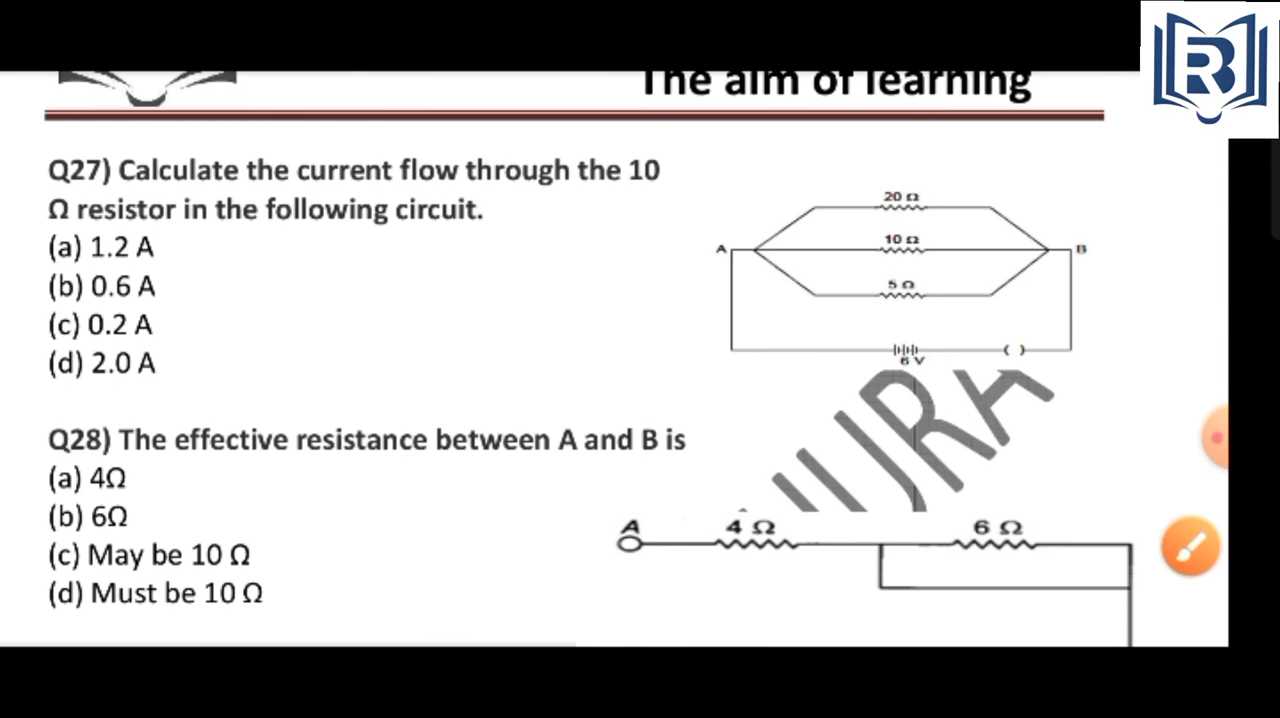 The aim of learning
R
Q27) Calculate the current flow through the 10
Ω resistor in the following circuit.
(a) 1.2 A
(b) 0.6 A
(c) 0.2 A
(d) 2.0 A
20 Ω
10 Ω
A
B
5 Ω
( )
6 V
Q28) The effective resistance between A and B is
(a) 4Ω
(b) 6Ω
(c) May be 10 Ω
(d) Must be 10 Ω
A
4 Ω
6 Ω